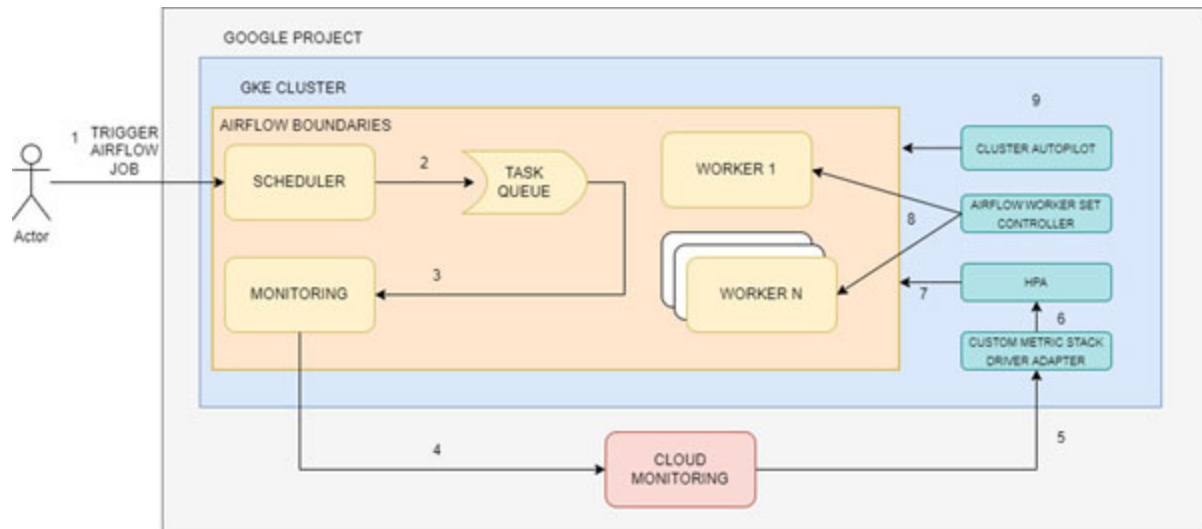 GOOGLE PROJECT
GKE CLUSTER
9
AIRFLOW BOUNDARIES
1 TRIGGER
AIRFLOW
JOB
Actor
SCHEDULER
2
TASK
QUEUE
WORKER 1
CLUSTER AUTOPILOT
8
AIRFLOW WORKER SET
CONTROLLER
MONITORING
3
WORKER N
7
HPA
6
CUSTOM METRIC STACK
DRIVER ADAPTER
4
CLOUD
MONITORING
5